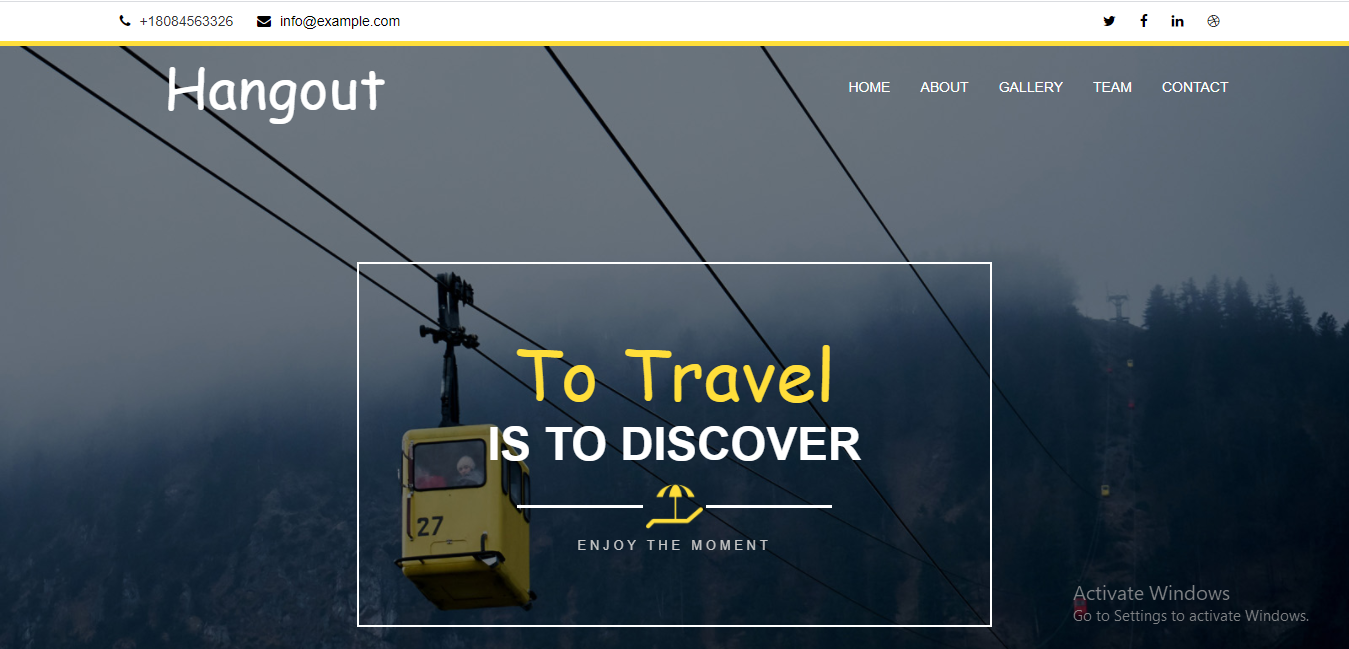 +18084563326 info@example.com
Hangout
HOME ABOUT GALLERY TEAM CONTACT
To Travel
IS TO DISCOVER
27
ENJOY THE MOMENT
Activate Windows
Go to Settings to activate Windows.